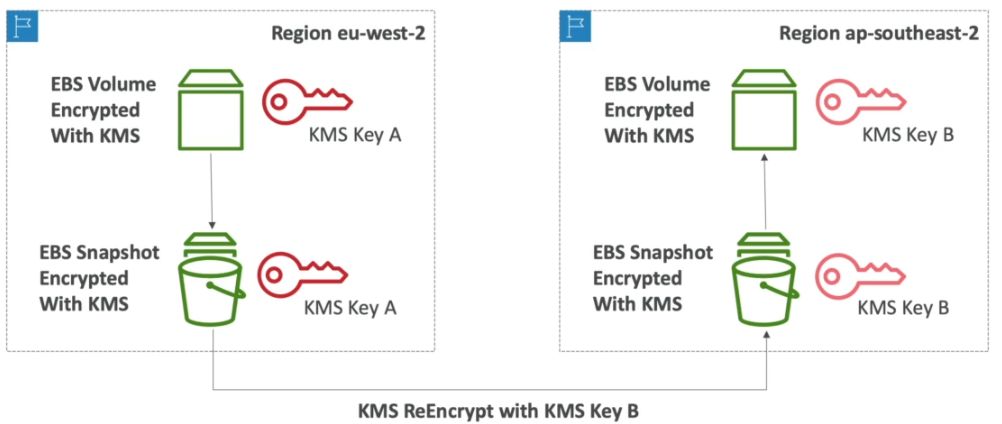 Region eu-west-2
EBS Volume
Encrypted
With KMS
KMS Key A
EBS Snapshot
Encrypted
With KMS
KMS Key A
Region ap-southeast-2
EBS Volume
Encrypted
With KMS
KMS Key B
EBS Snapshot
Encrypted
With KMS
KMS Key B
KMS ReEncrypt with KMS Key B